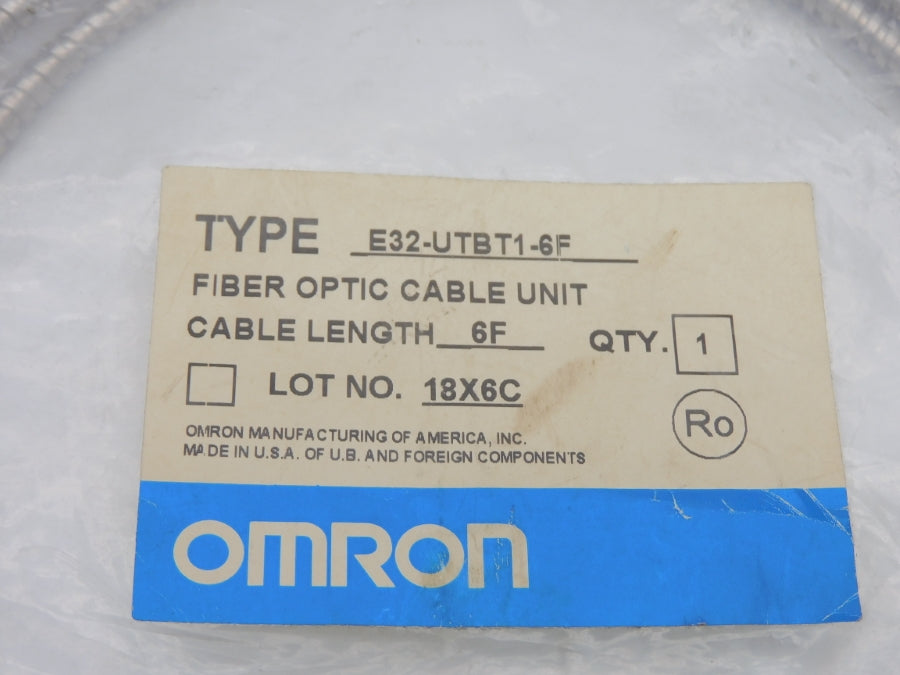 TYPE E32-UTBT1-6F
FIBER OPTIC CABLE UNIT
CABLE LENGTH 6F QTY. 1
LOT NO. 18X6C Ro
OMRON MANUFACTURING OF AMERICA, INC.
MADE IN U.S.A. OF U.B. AND FOREIGN COMPONENTS
OMRON